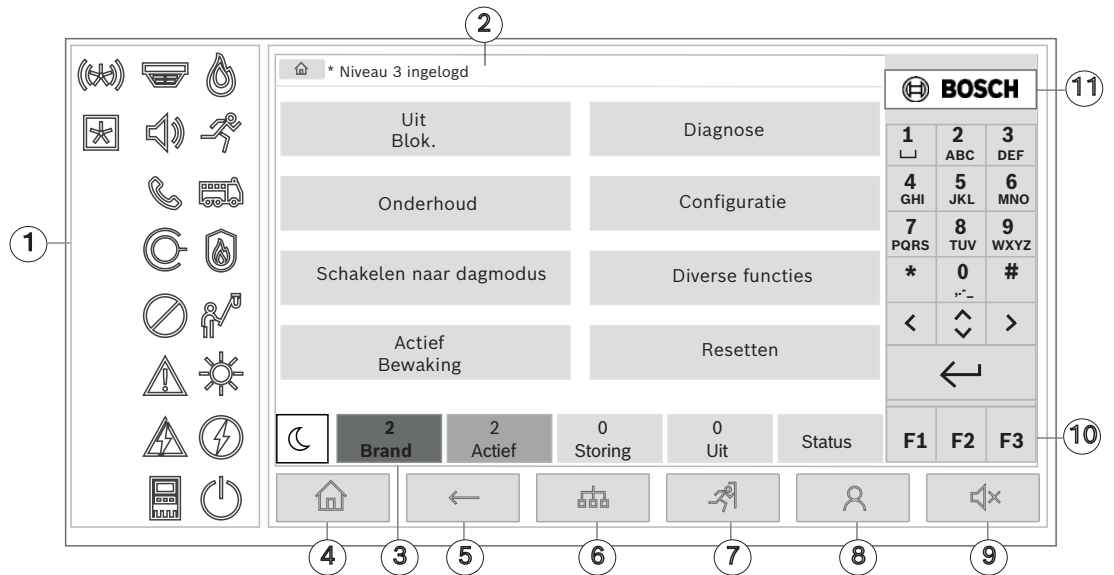 2
* Niveau 3 ingelogd
BOSCH
11
Uit
Blok.
Diagnose
1 2 3
ABC DEF
Onderhoud
Configuratie
4 5 6
GHI JKL MNO
1
7 8 9
PQRS TUV WXYZ
Schakelen naar dagmodus
Diverse functies
* 0 #
,.-_
< >
Actief
Bewaking
Resetten
2
Brand
2
Actief
0
Storing
0
Uit
Status
F1 F2 F3
10
4 3 5 6 7 8 9